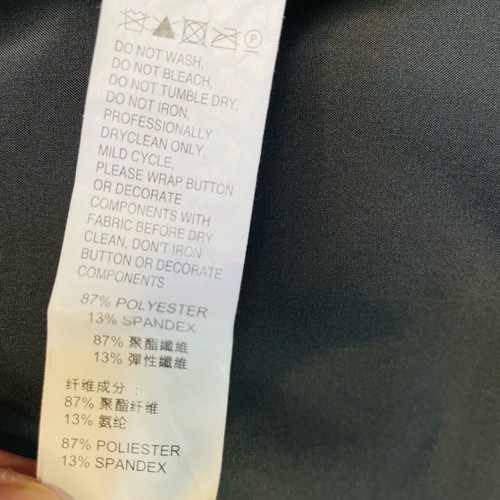 P
DO NOT WASH,
DO NOT BLEACH,
DO NOT TUMBLE DRY,
DO NOT IRON,
PROFESSIONALLY
DRYCLEAN ONLY,
MILD CYCLE,
PLEASE WRAP BUTTON
OR DECORATE
COMPONENTS WITH
FABRIC BEFORE DRY
CLEAN, DON'T IRON
BUTTON OR DECORATE
COMPONENTS
87% POLYESTER
13% SPANDEX
87% 聚酯纖維
13% 彈性纖維
纤维成分：
87% 聚酯纤维
13% 氨纶
87% POLIESTER
13% SPANDEX